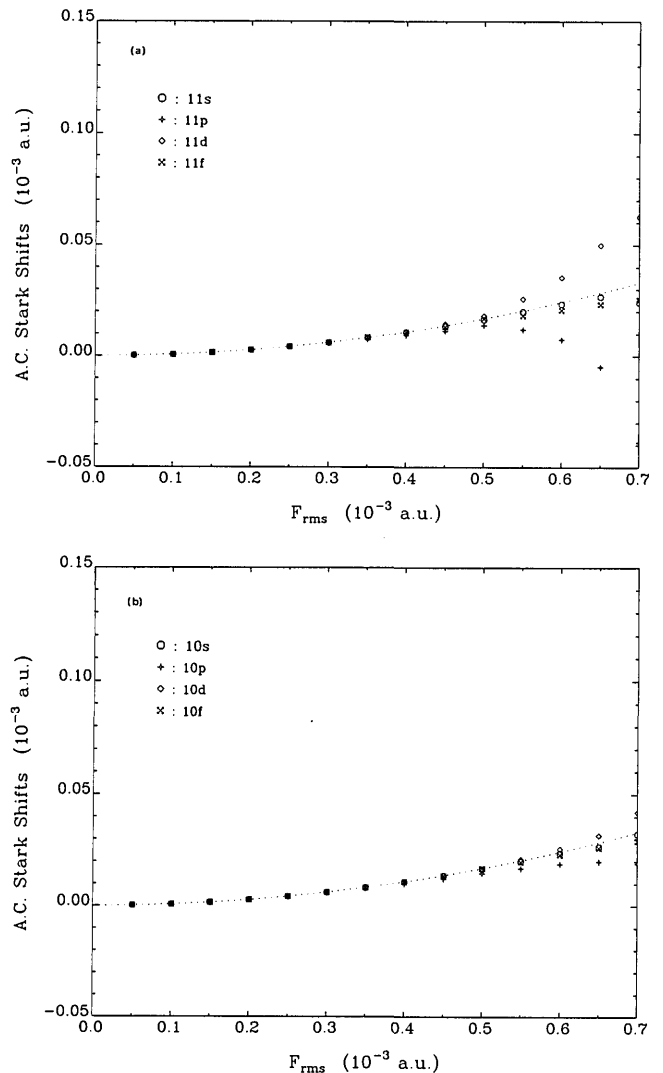 0.15
(a)
○ : 11s
+ : 11p
◇ : 11d
× : 11f
0.10
0.05
0.00
−0.05
A.C. Stark Shifts (10⁻³ a.u.)
0.0 0.1 0.2 0.3 0.4 0.5 0.6 0.7
Fᵣₘₛ (10⁻³ a.u.)
0.15
(b)
○ : 10s
+ : 10p
◇ : 10d
× : 10f
0.10
0.05
0.00
−0.05
A.C. Stark Shifts (10⁻³ a.u.)
0.0 0.1 0.2 0.3 0.4 0.5 0.6 0.7
Fᵣₘₛ (10⁻³ a.u.)